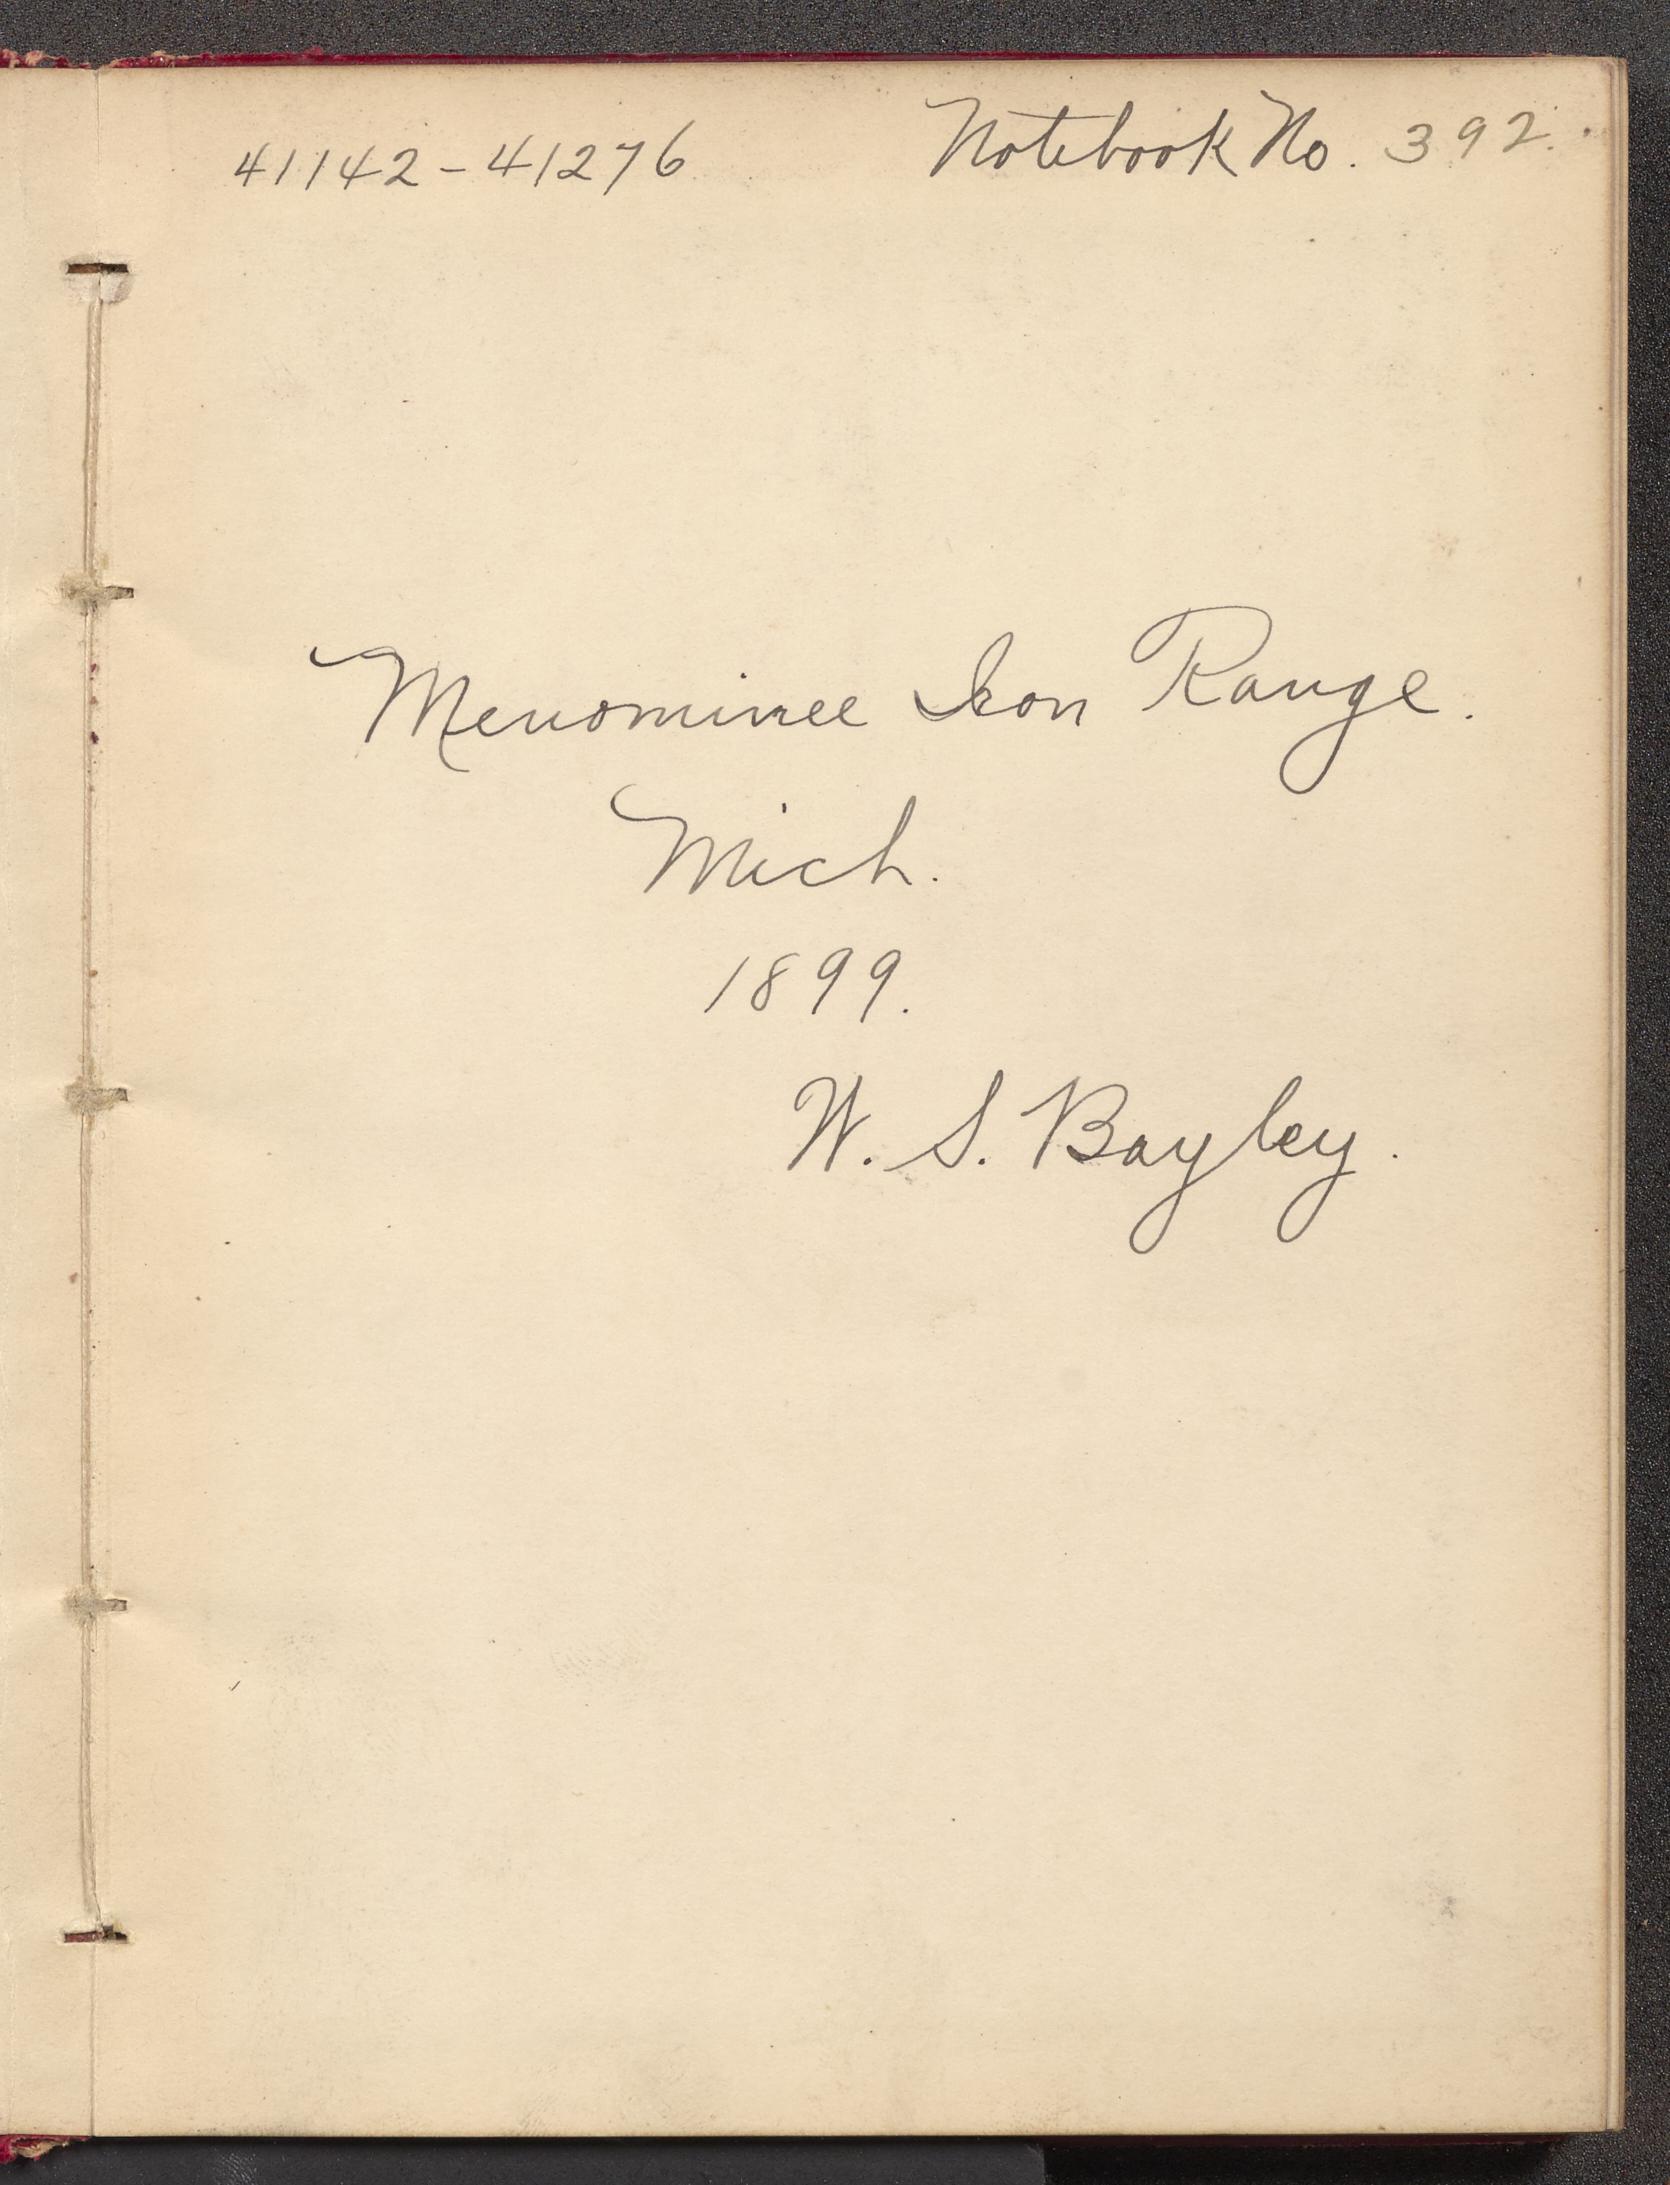 41142-41276 Notebook No. 392.
Menominee Iron Range.
Mich.
1899.
W. S. Bayley.